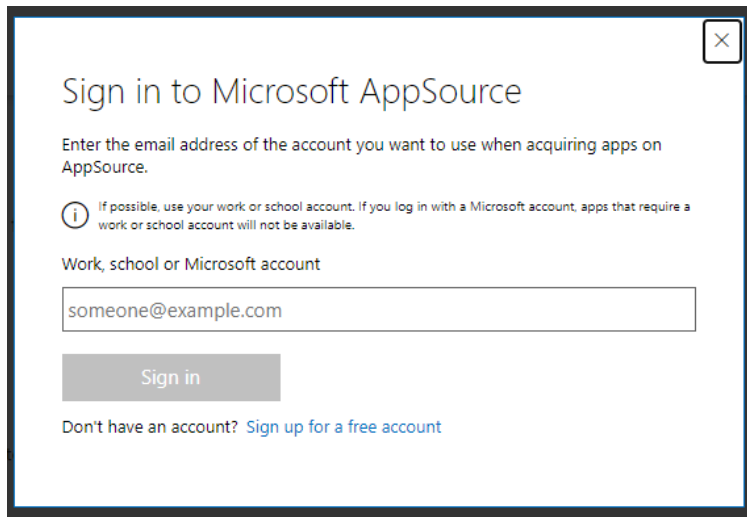 Sign in to Microsoft AppSource
Enter the email address of the account you want to use when acquiring apps on
AppSource.
If possible, use your work or school account. If you log in with a Microsoft account, apps that require a
work or school account will not be available.
Work, school or Microsoft account
someone@example.com
Sign in
Don't have an account? Sign up for a free account